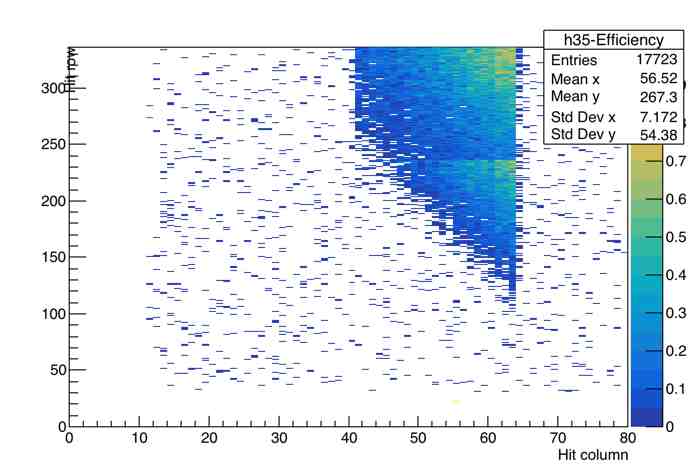 h35-Efficiency
Entries 17723
Mean x 56.52
Mean y 267.3
Std Dev x 7.172
Std Dev y 54.38
300
250
200
150
100
50
0
0 10 20 30 40 50 60 70 80
Hit column
0.7
0.6
0.5
0.4
0.3
0.2
0.1
0